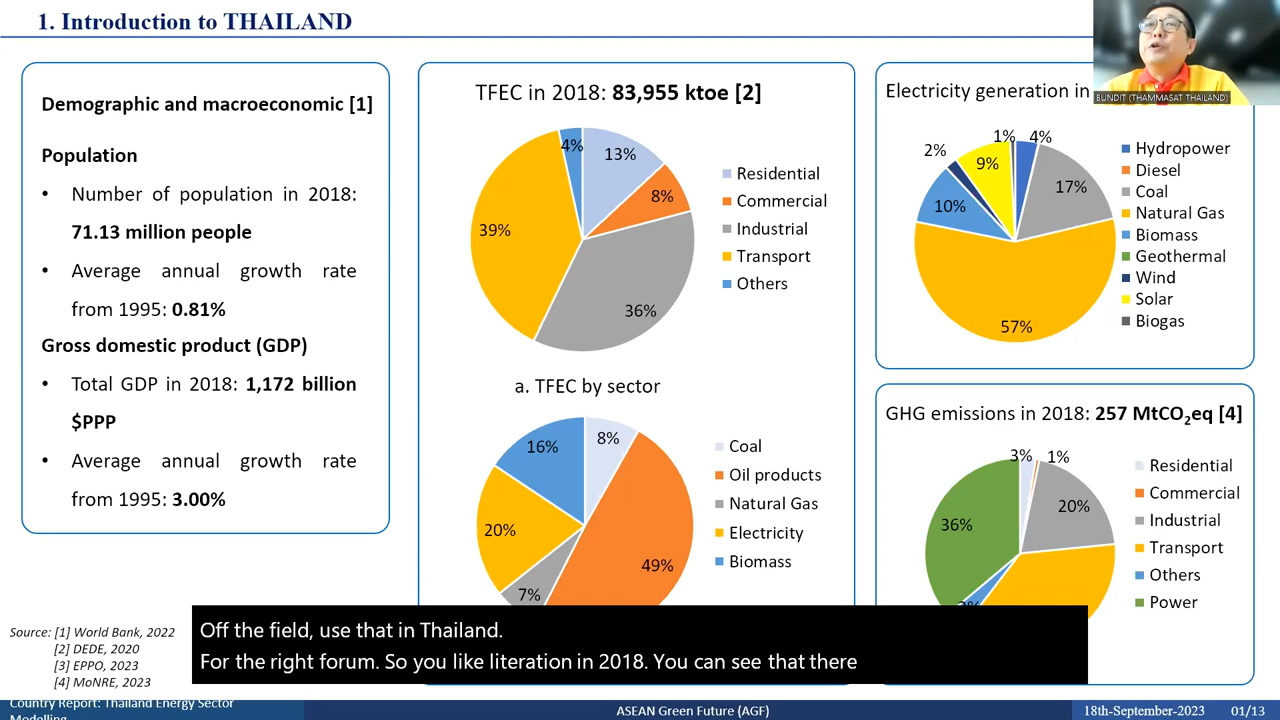 1. Introduction to THAILAND
Demographic and macroeconomic [1]
Population
• Number of population in 2018:
71.13 million people
• Average annual growth rate
from 1995: 0.81%
Gross domestic product (GDP)
• Total GDP in 2018: 1,172 billion
$PPP
• Average annual growth rate
from 1995: 3.00%
Source: [1] World Bank, 2022
[2] DEDE, 2020
[3] EPPO, 2023
[4] MoNRE, 2023
TFEC in 2018: 83,955 ktoe [2]
4%
13%
8%
39%
36%
Residential
Commercial
Industrial
Transport
Others
a. TFEC by sector
16%
8%
20%
49%
7%
Coal
Oil products
Natural Gas
Electricity
Biomass
Electricity generation in
BUNDIT (THAMMASAT THAILAND)
1%
4%
2%
9%
17%
10%
57%
Hydropower
Diesel
Coal
Natural Gas
Biomass
Geothermal
Wind
Solar
Biogas
GHG emissions in 2018: 257 MtCO₂eq [4]
3%
1%
20%
36%
Residential
Commercial
Industrial
Transport
Others
Power
Off the field, use that in Thailand.
For the right forum. So you like literation in 2018. You can see that there
Country Report: Thailand Energy Sector
Modelling
ASEAN Green Future (AGF)
18th-September-2023
01/13